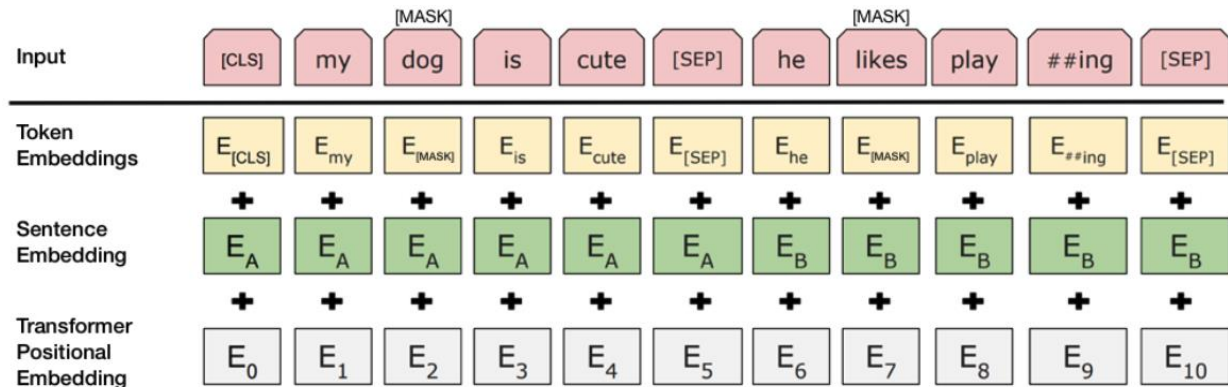 [MASK] [MASK]
Input [CLS] my dog is cute [SEP] he likes play ##ing [SEP]
Token
Embeddings
E[CLS] Emy E[MASK] Eis Ecute E[SEP] Ehe E[MASK] Eplay E##ing E[SEP]
Sentence
Embedding
EA EA EA EA EA EA EB EB EB EB EB
Transformer
Positional
Embedding
E0 E1 E2 E3 E4 E5 E6 E7 E8 E9 E10